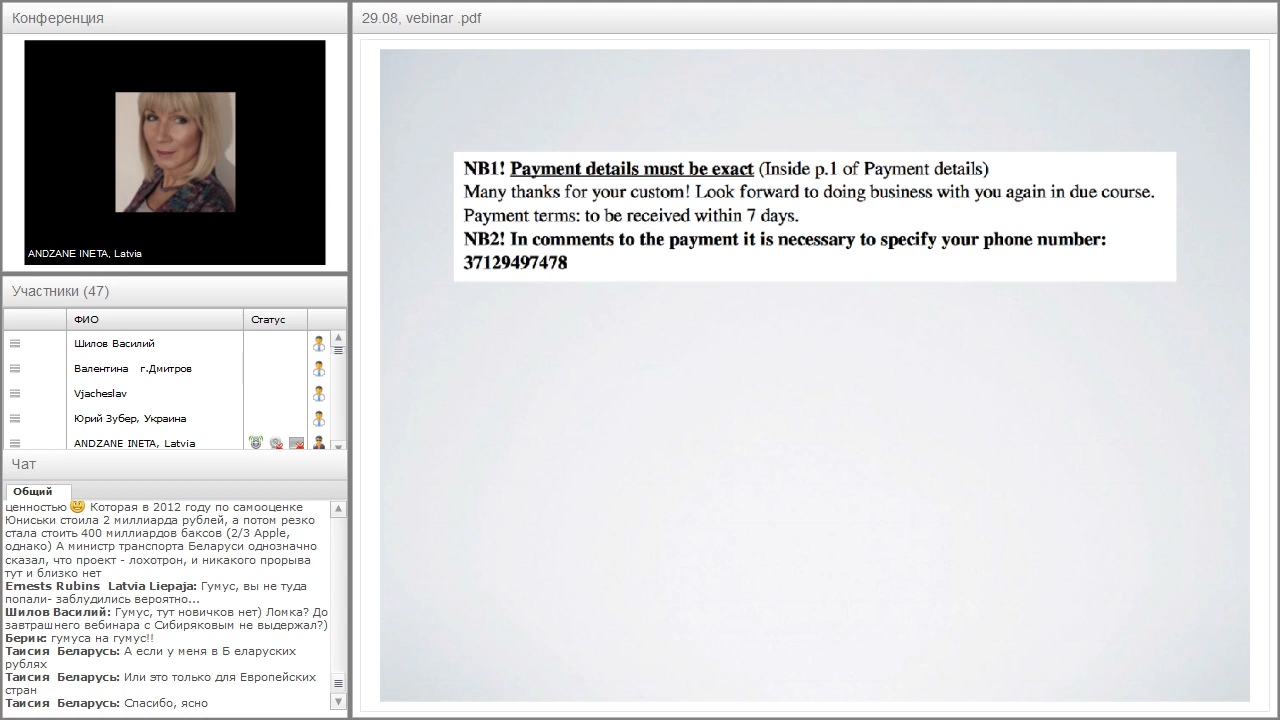 Конференция
ANDZANE INETA, Latvia
Участники (47)
ФИО Статус
Шилов Василий
Валентина г.Дмитров
Vjacheslav
Юрий Зубер, Украина
ANDZANE INETA, Latvia
Чат
Общий
ценностью Которая в 2012 году по самооценке
Юниськи стоила 2 миллиарда рублей, а потом резко
стала стоить 400 миллиардов баксов (2/3 Apple,
однако) А министр транспорта Беларуси однозначно
сказал, что проект - лохотрон, и никакого прорыва
тут и близко нет
Ernests Rubins Latvia Liepaja: Гумус, вы не туда
попали- заблудились вероятно...
Шилов Василий: Гумус, тут новичков нет) Ломка? До
завтрашнего вебинара с Сибиряковым не выдержал?)
Берик: гумуса на гумус!!
Таисия Беларусь: А если у меня в Б еларуских
рублях
Таисия Беларусь: Или это только для Европейских
стран
Таисия Беларусь: Спасибо, ясно
29.08, vebinar .pdf
NB1! Payment details must be exact (Inside p.1 of Payment details)
Many thanks for your custom! Look forward to doing business with you again in due course.
Payment terms: to be received within 7 days.
NB2! In comments to the payment it is necessary to specify your phone number:
37129497478